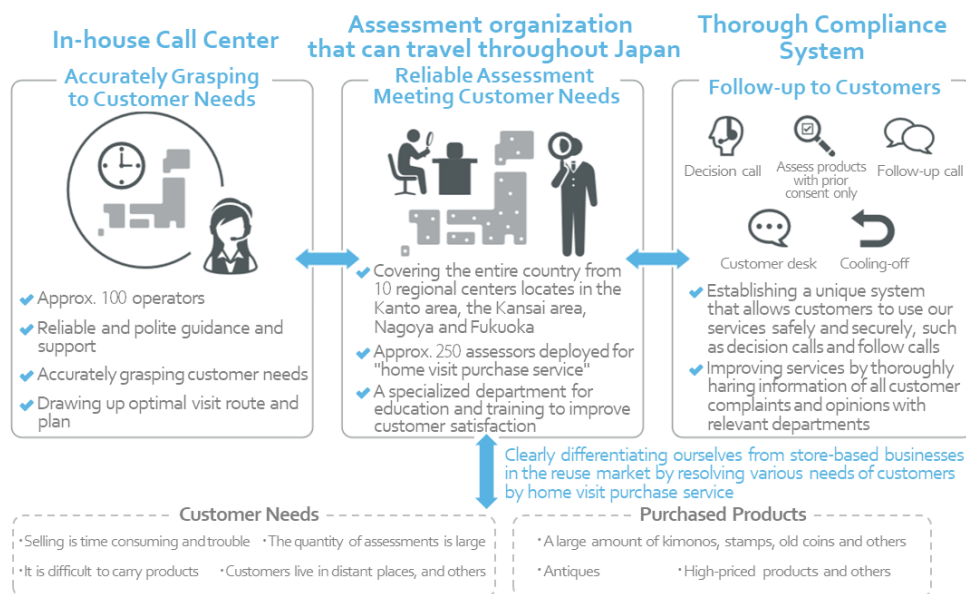 In-house Call Center
Accurately Grasping
to Customer Needs
Approx. 100 operators
Reliable and polite guidance and
support
Accurately grasping customer needs
Drawing up optimal visit route and
plan
Assessment organization
that can travel throughout Japan
Reliable Assessment
Meeting Customer Needs
Covering the entire country from
10 regional centers locates in the
Kanto area, the Kansai area,
Nagoya and Fukuoka
Approx. 250 assessors deployed for
"home visit purchase service"
A specialized department for
education and training to improve
customer satisfaction
Thorough Compliance
System
Follow-up to Customers
Decision call
Assess products
with prior
consent only
Follow-up call
Customer desk
Cooling-off
Establishing a unique system
that allows customers to use our
services safely and securely, such
as decision calls and follow calls
Improving services by thoroughly
haring information of all customer
complaints and opinions with
relevant departments
Clearly differentiating ourselves from store-based businesses
in the reuse market by resolving various needs of customers
by home visit purchase service
Customer Needs
・Selling is time consuming and trouble ・The quantity of assessments is large
・It is difficult to carry products ・Customers live in distant places, and others
Purchased Products
・A large amount of kimonos, stamps, old coins and others
・Antiques ・High-priced products and others